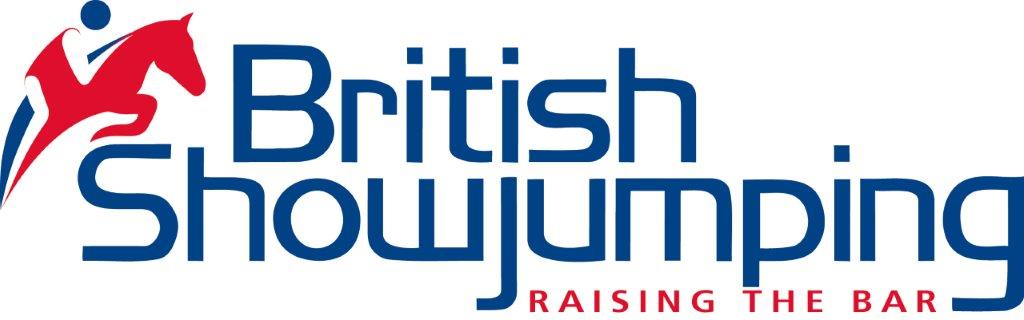 British
Showjumping
RAISING THE BAR